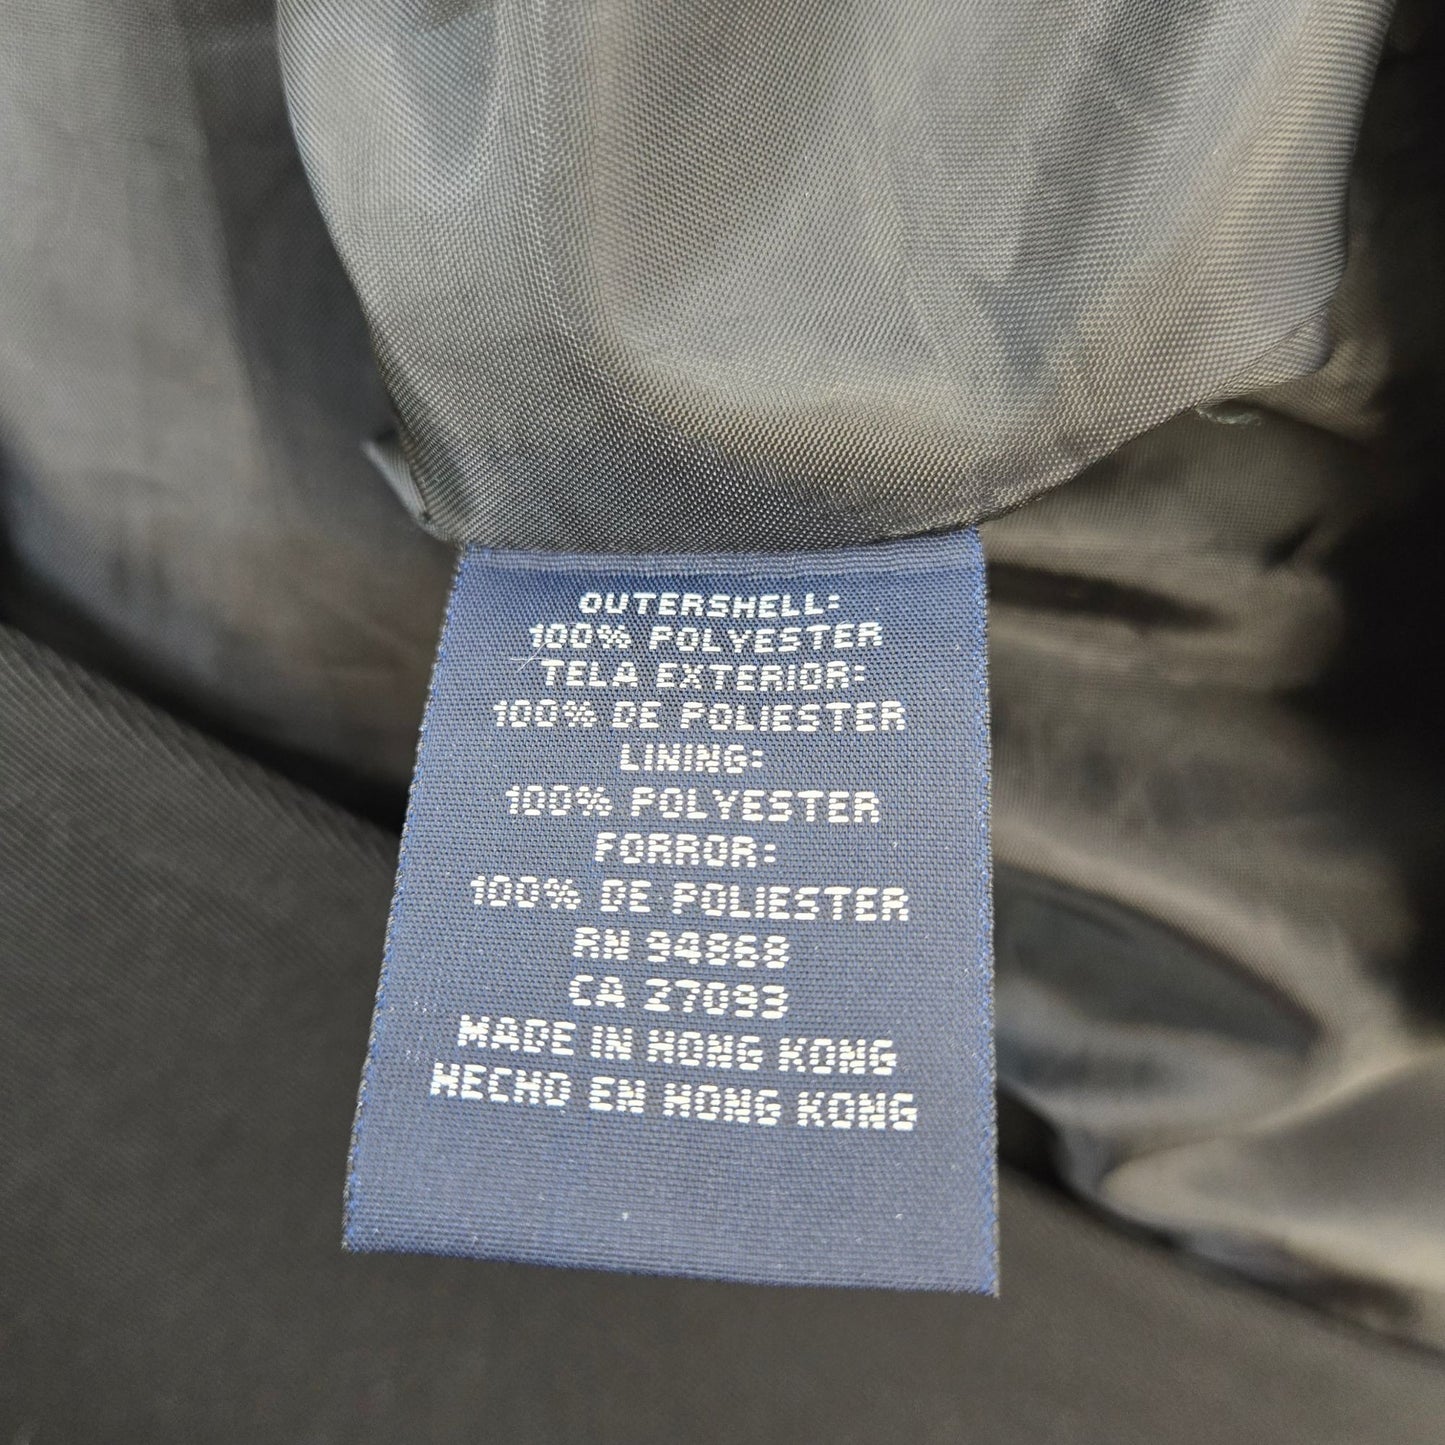 OUTERSHELL:
100% POLYESTER
TELA EXTERIOR:
100% DE POLIESTER
LINING:
100% POLYESTER
FORROR:
100% DE POLIESTER
RN 94868
CA 27093
MADE IN HONG KONG
HECHO EN HONG KONG